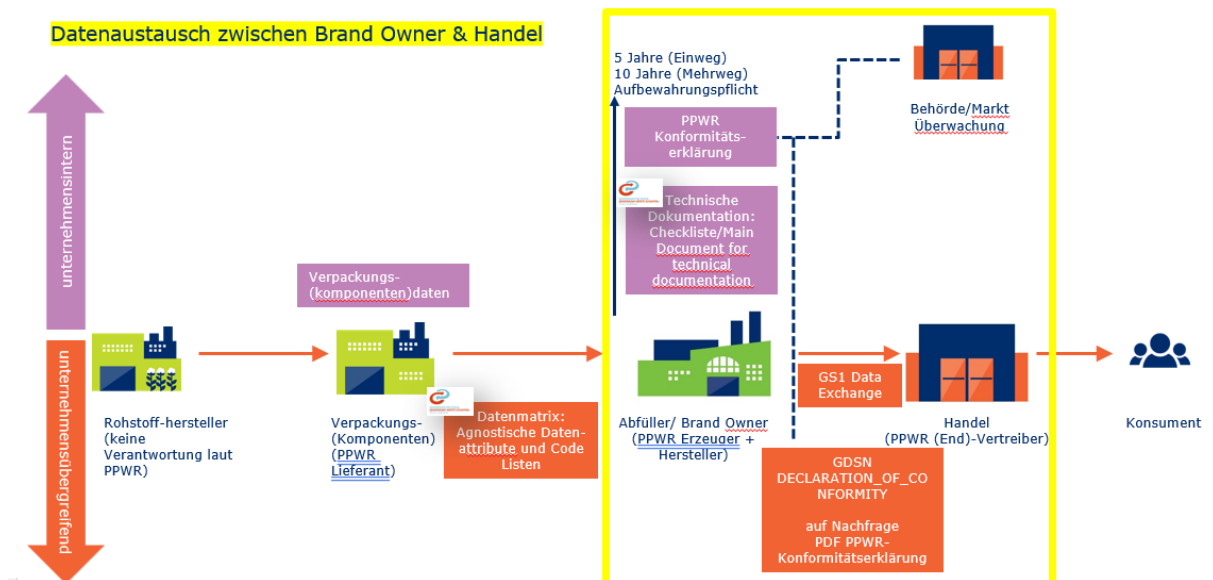 Datenaustausch zwischen Brand Owner & Handel
5 Jahre (Einweg)
10 Jahre (Mehrweg)
Aufbewahrungspflicht
PPWR
Konformitäts-
erklärung
Behörde/Markt
Überwachung
unternehmensintern
Technische
Dokumentation:
Checkliste/Main
Document for
technical
documentation
Verpackungs-
(komponenten)daten
unternehmensübergreifend
Rohstoff-hersteller
(keine
Verantwortung laut
PPWR)
Verpackungs-
(Komponenten)
(PPWR
Lieferant)
Datenmatrix:
Agnostische Daten-
attribute und Code
Listen
Abfüller/ Brand Owner
(PPWR Erzeuger +
Hersteller)
GS1 Data
Exchange
Handel
(PPWR (End)-Vertreiber)
Konsument
GDSN
DECLARATION_OF_CO
NFORMITY
auf Nachfrage
PDF PPWR-
Konformitätserklärung